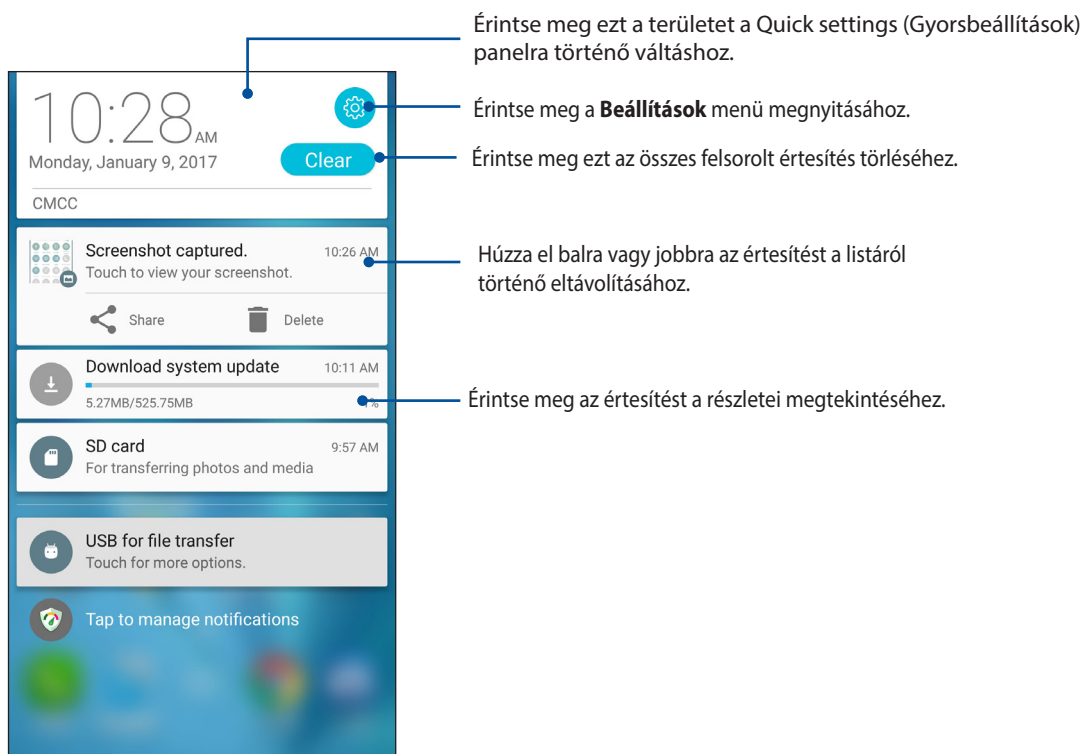 Érintse meg ezt a területet a Quick settings (Gyorsbeállítások)
panelra történő váltáshoz.
10:28 AM
Érintse meg a Beállítások menü megnyitásához.
Monday, January 9, 2017
Clear
Érintse meg ezt az összes felsorolt értesítés törléséhez.
CMCC
Screenshot captured.
10:26 AM
Touch to view your screenshot.
Húzza el balra vagy jobbra az értesítést a listáról
történő eltávolításához.
Share
Delete
Download system update
10:11 AM
5.27MB/525.75MB
1%
Érintse meg az értesítést a részletei megtekintéséhez.
SD card
9:57 AM
For transferring photos and media
USB for file transfer
Touch for more options.
Tap to manage notifications